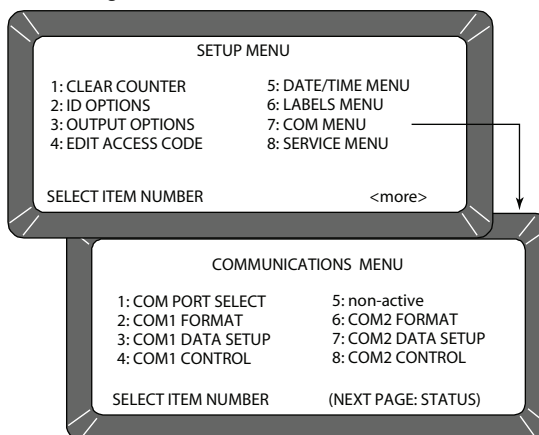 SETUP MENU
1: CLEAR COUNTER
2: ID OPTIONS
3: OUTPUT OPTIONS
4: EDIT ACCESS CODE
5: DATE/TIME MENU
6: LABELS MENU
7: COM MENU
8: SERVICE MENU
SELECT ITEM NUMBER <more>
COMMUNICATIONS MENU
1: COM PORT SELECT
2: COM1 FORMAT
3: COM1 DATA SETUP
4: COM1 CONTROL
5: non-active
6: COM2 FORMAT
7: COM2 DATA SETUP
8: COM2 CONTROL
SELECT ITEM NUMBER (NEXT PAGE: STATUS)